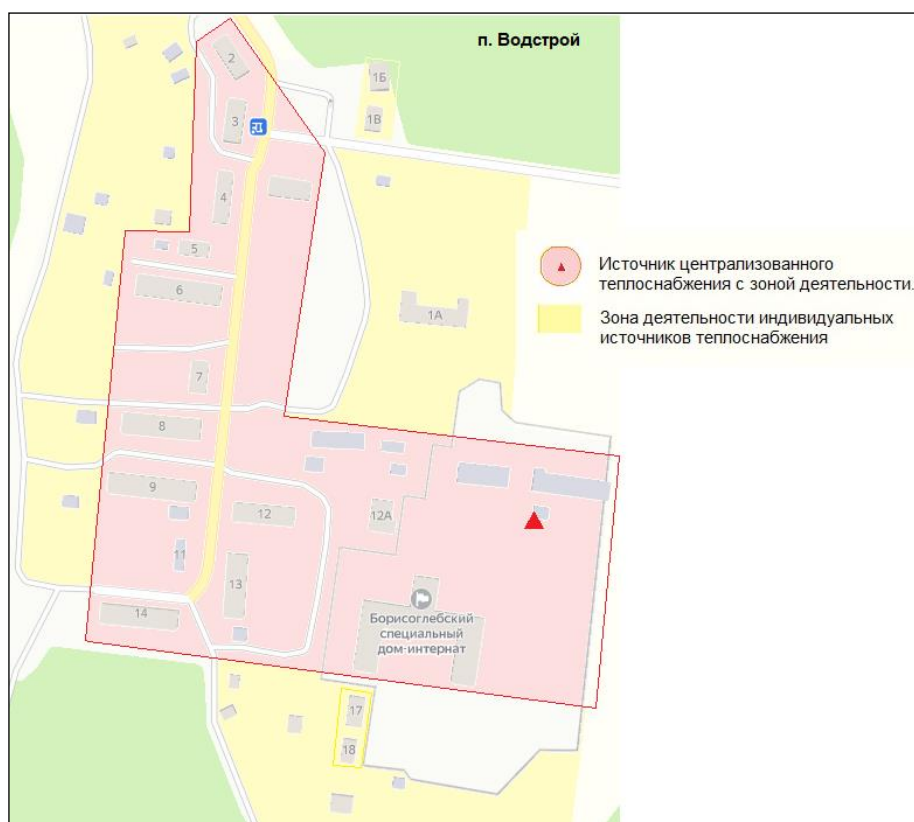 п. Водстрой
2
1Б
3
1В
4
5
Источник централизованного
теплоснабжения с зоной деятельности.
6
1А
Зона деятельности индивидуальных
источников теплоснабжения
7
8
9
12
12А
11
13
14
Борисоглебский
специальный
дом-интернат
17
18